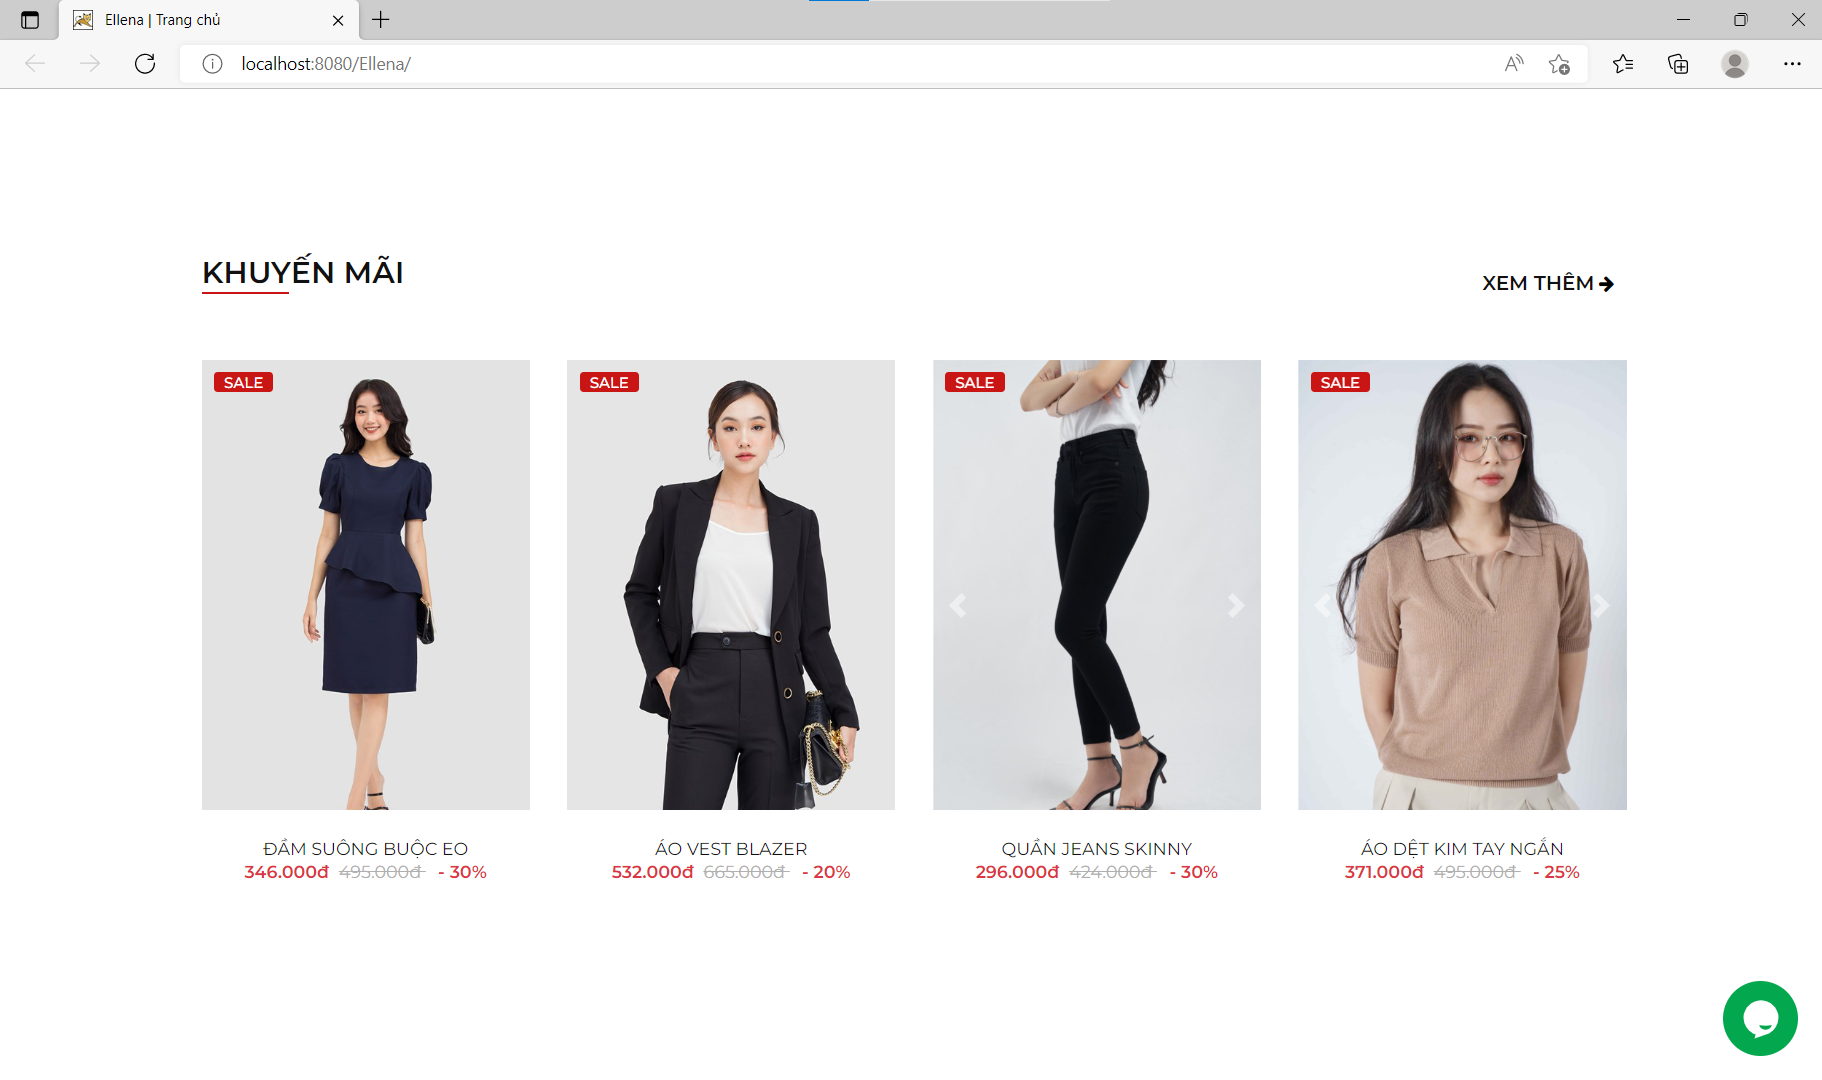 Ellena | Trang chủ
localhost:8080/Ellena/
KHUYẾN MÃI
XEM THÊM
SALE
SALE
SALE
SALE
ĐẦM SUÔNG BUỘC EO
346.000đ 495.000đ - 30%
ÁO VEST BLAZER
532.000đ 665.000đ - 20%
QUẦN JEANS SKINNY
296.000đ 424.000đ - 30%
ÁO DỆT KIM TAY NGẮN
371.000đ 495.000đ - 25%